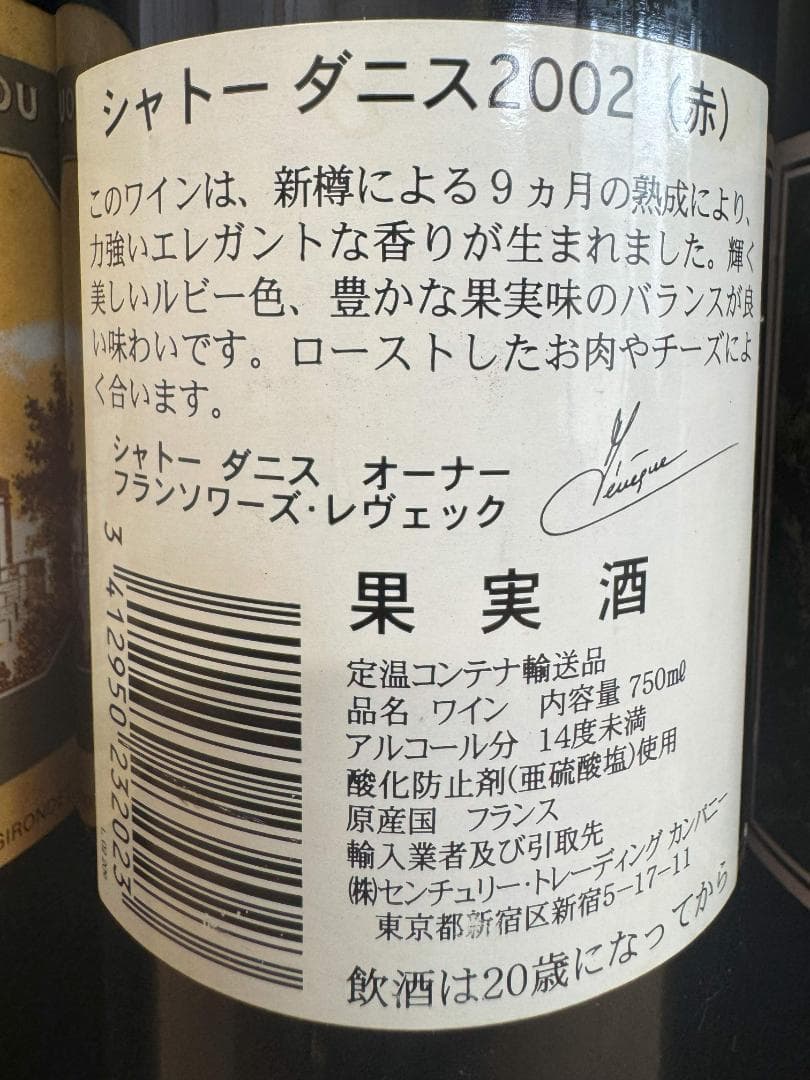 シャトー ダニス2002（赤）
このワインは、新樽による９ヵ月の熟成により、
力強いエレガントな香りが生まれました。輝く
美しいルビー色、豊かな果実味のバランスが良
い味わいです。ローストしたお肉やチーズによ
く合います。
シャトー ダニス　オーナー
フランソワーズ・レヴェック
果 実 酒
定温コンテナ輸送品
品名 ワイン　内容量 750㎖
アルコール分 14度未満
酸化防止剤(亜硫酸塩)使用
原産国　フランス
輸入業者及び引取先
㈱センチュリー・トレーディング カンパニー
東京都新宿区新宿5-17-11
飲酒は20歳になってから
3 412950 232023
OU
GIRONDE